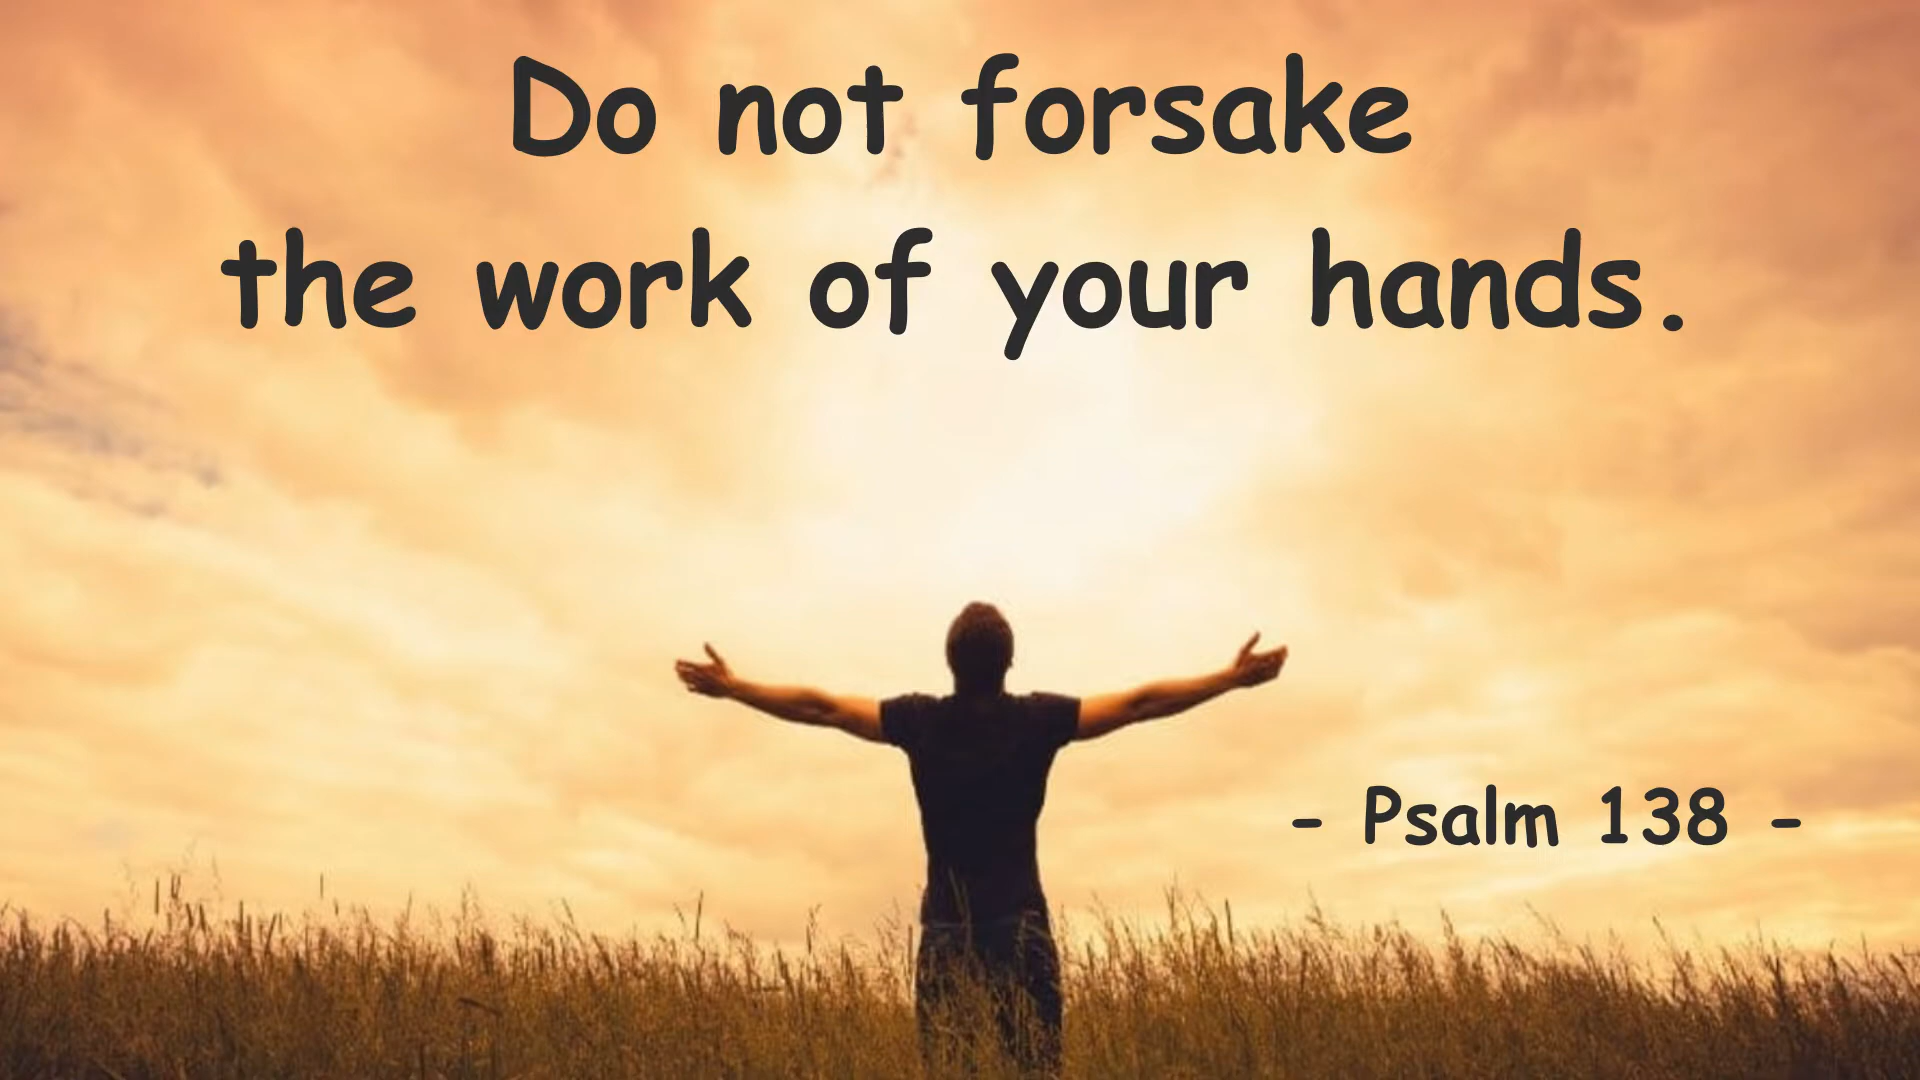 Do not forsake
the work of your hands.
- Psalm 138 -